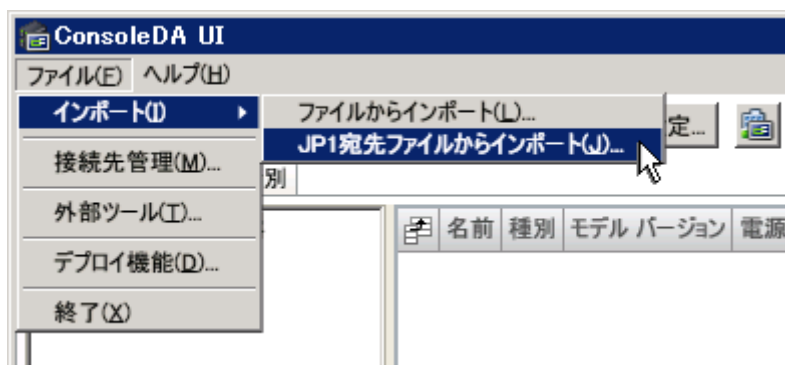 ConsoleDA UI
ファイル(F) ヘルプ(H)
インポート(I)
ファイルからインポート(L)...
JP1宛先ファイルからインポート(J)...
定...
接続先管理(M)...
別
外部ツール(T)...
名前 種別 モデル バージョン 電源
デプロイ機能(D)...
終了(X)